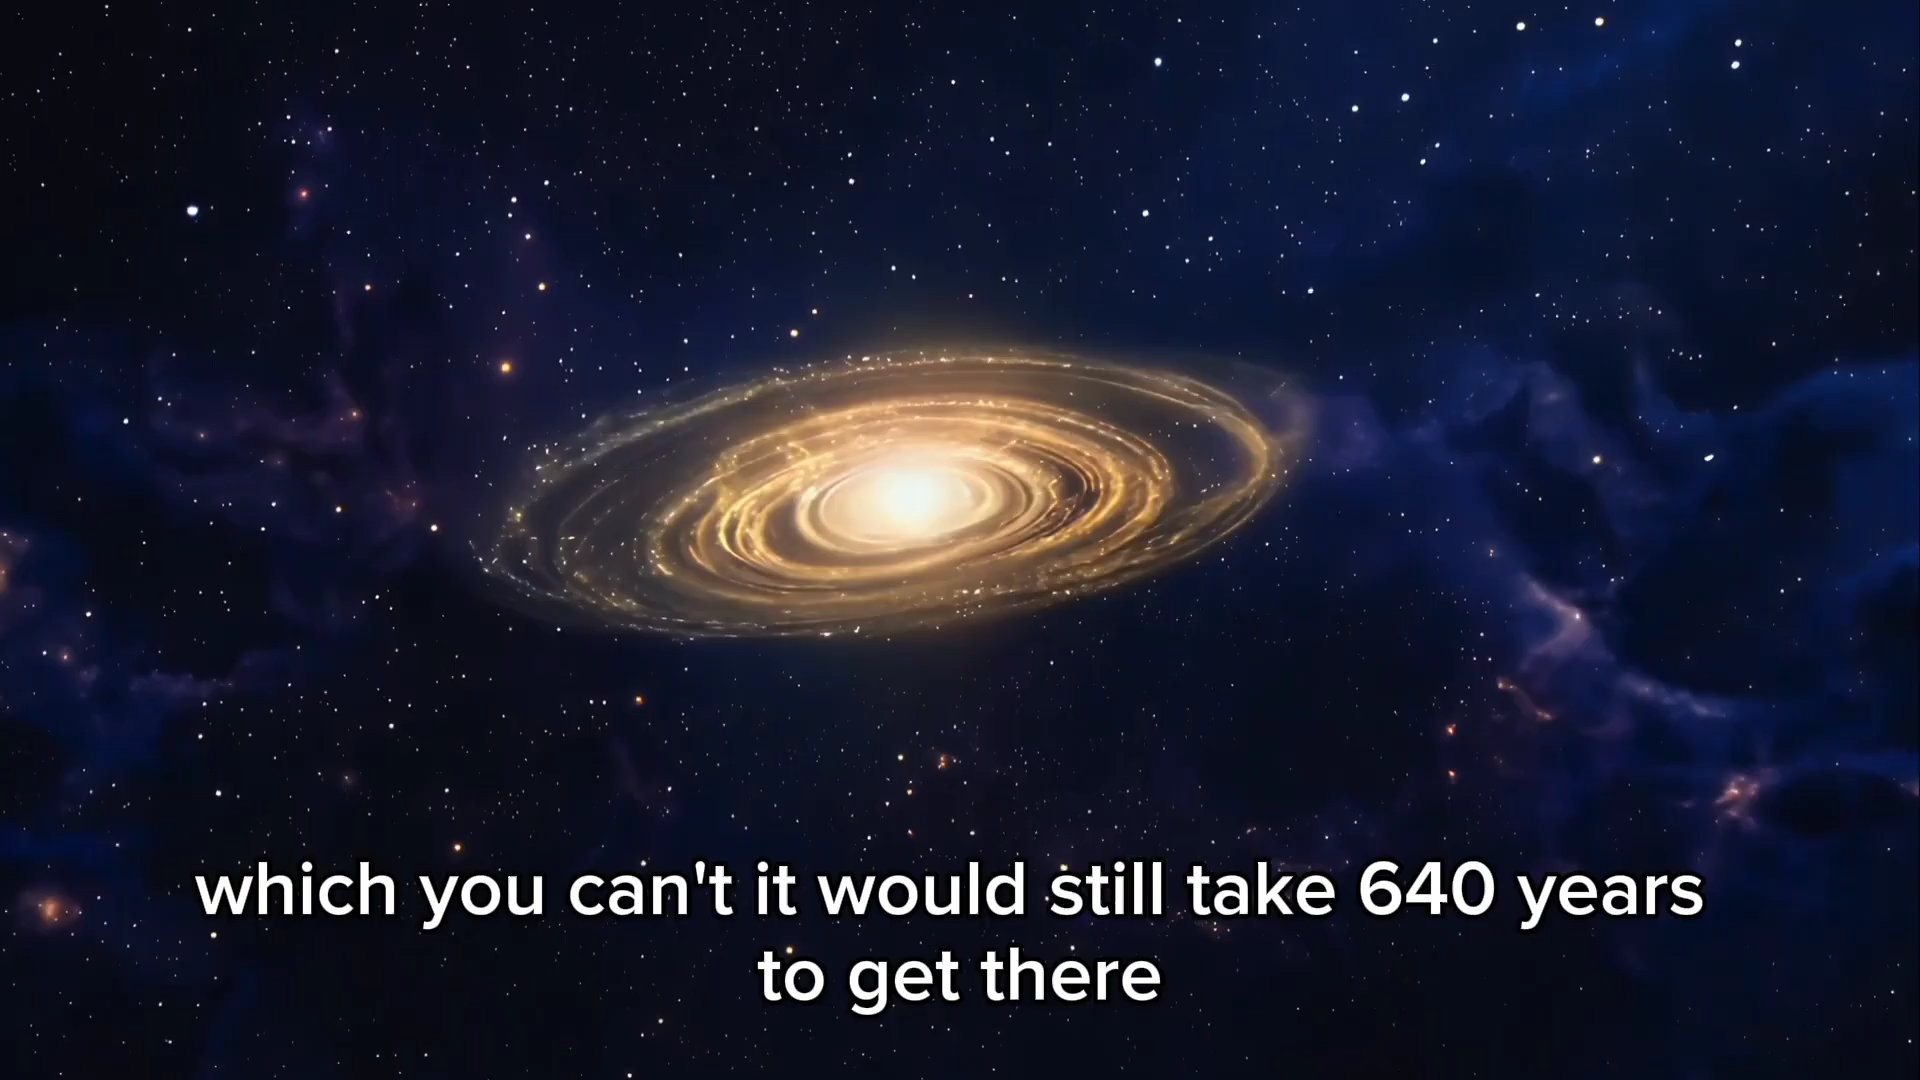 which you can't it would still take 640 years
to get there